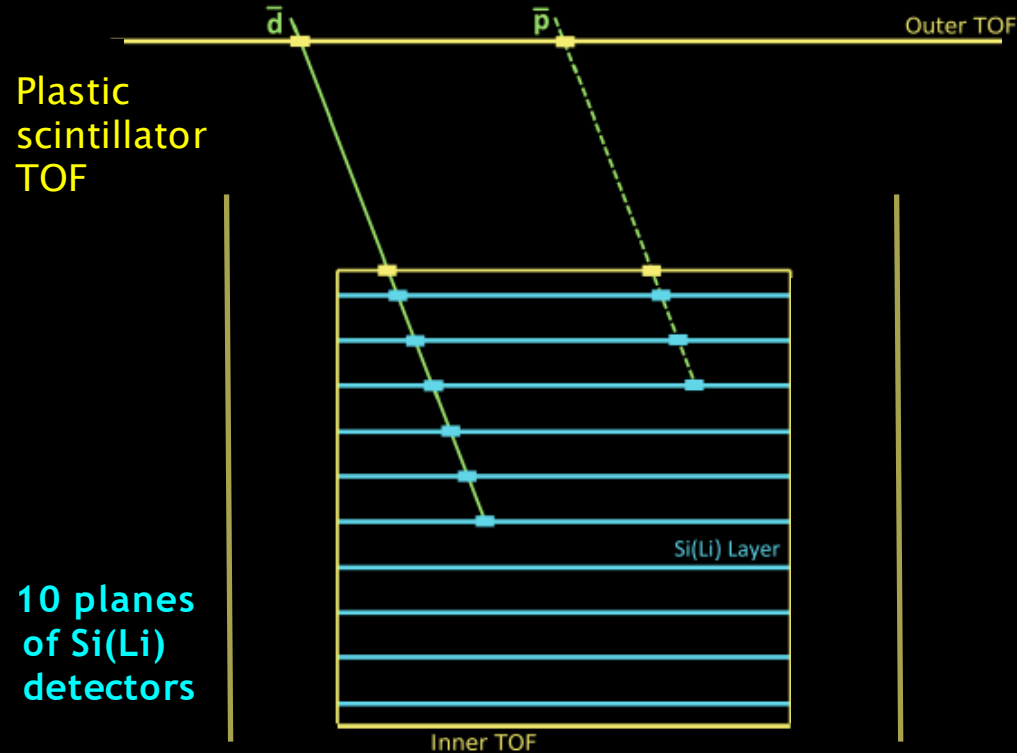 d̅
p̅
Outer TOF
Plastic
scintillator
TOF
Si(Li) Layer
10 planes
of Si(Li)
detectors
Inner TOF